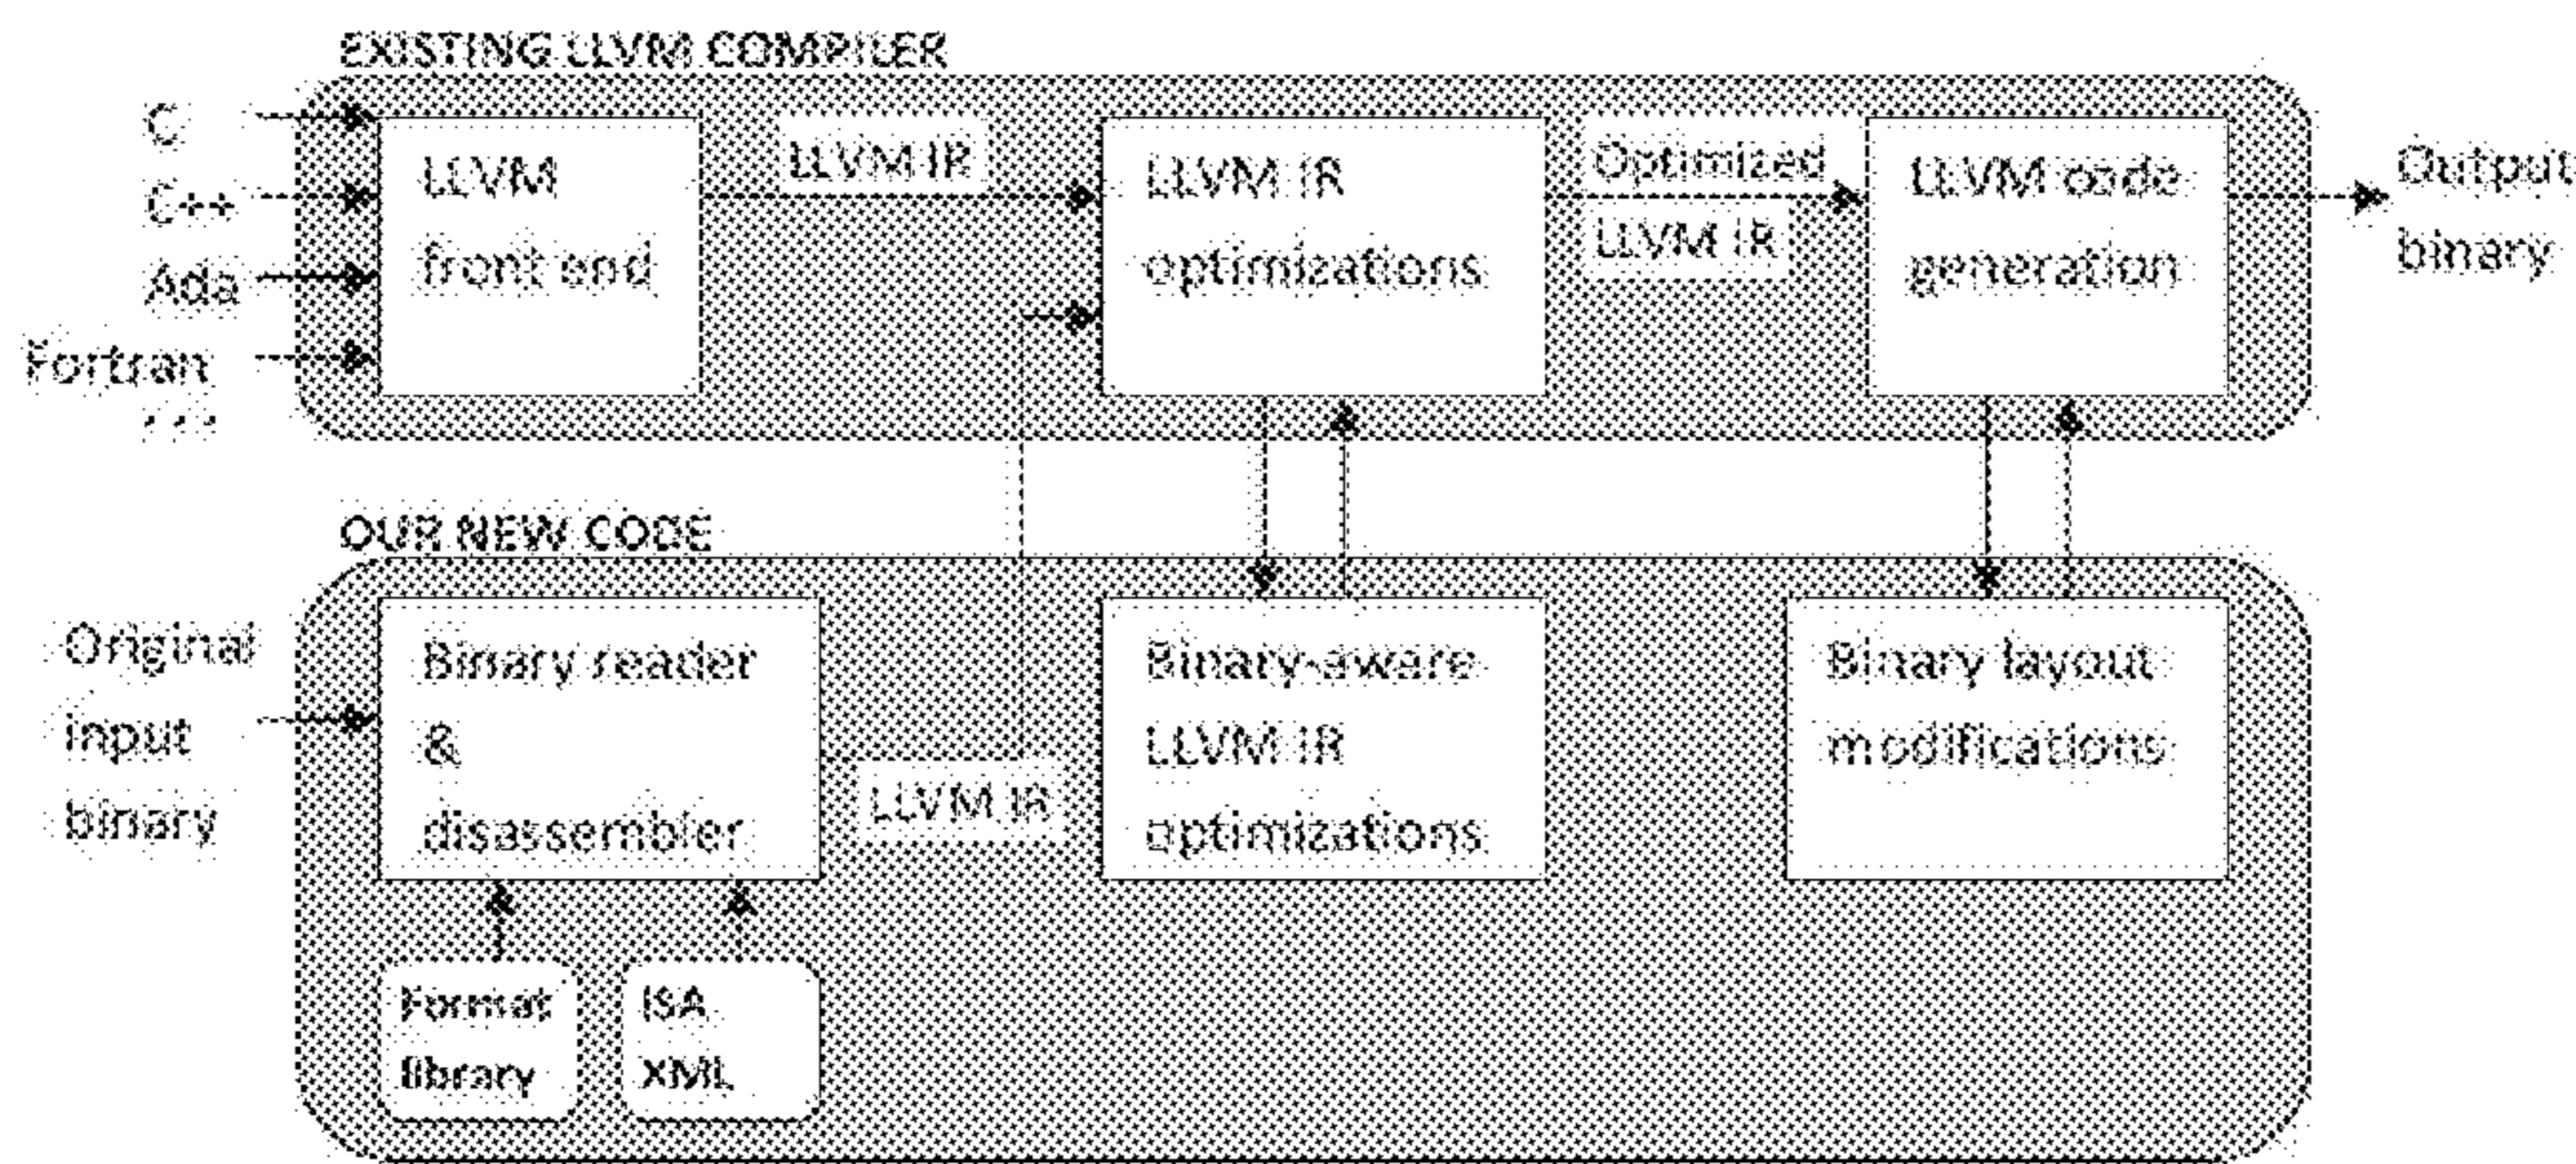 EXISTING LLVM COMPILER
C
C++
Ada
Fortran
. . .
LLVM
front end
LLVM IR
LLVM IR
optimizations
Optimized
LLVM IR
LLVM code
generation
Output
binary
OUR NEW CODE
Original
input
binary
Binary reader
&
disassembler
LLVM IR
Binary-aware
LLVM IR
optimizations
Binary layout
modifications
Format
library
ISA
XML